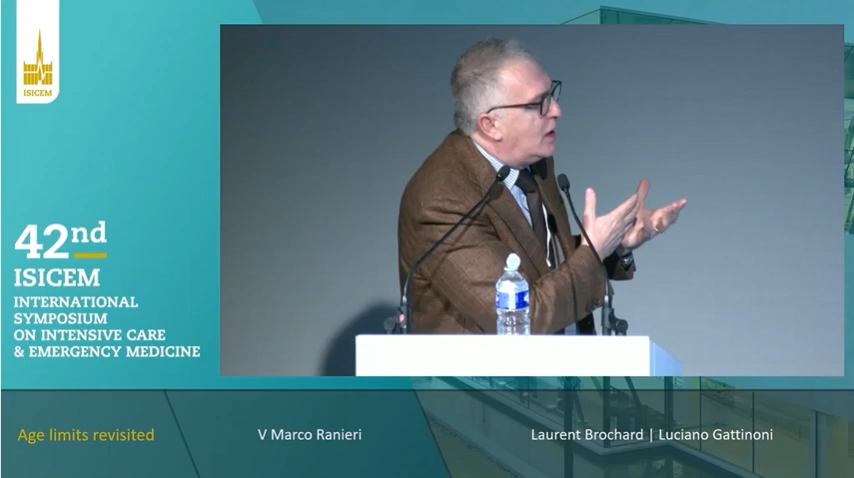 ISICEM
42nd
ISICEM
INTERNATIONAL
SYMPOSIUM
ON INTENSIVE CARE
& EMERGENCY MEDICINE
Age limits revisited
V Marco Ranieri
Laurent Brochard | Luciano Gattinoni